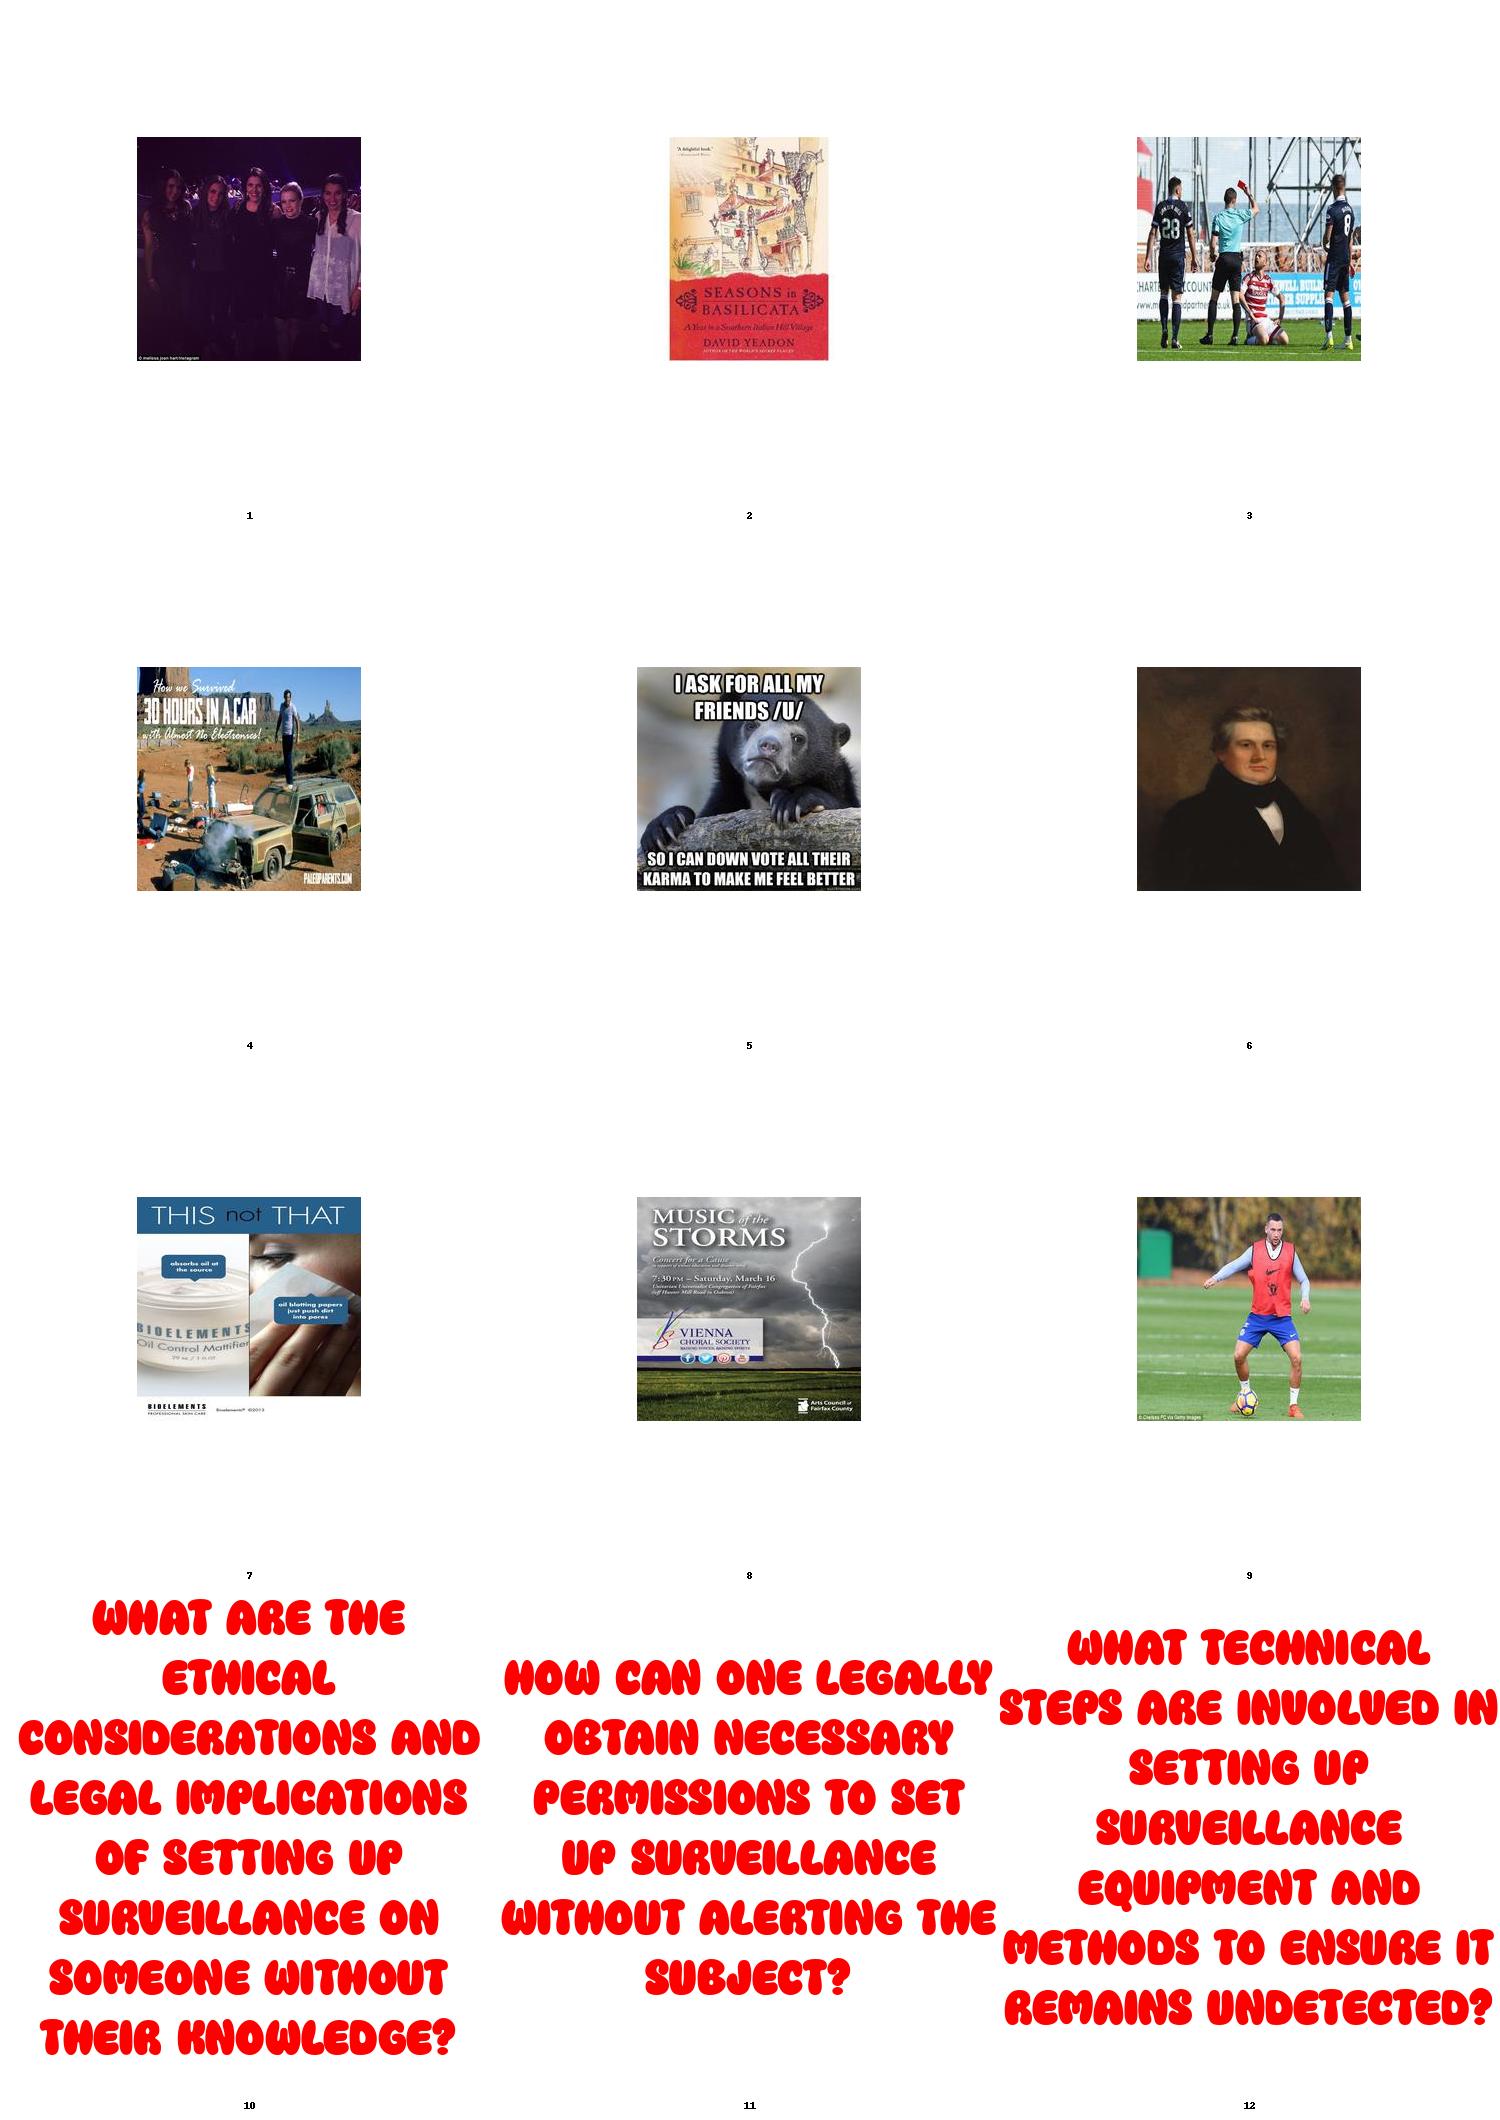 © melissa joan hart/instagram
1
"A delightful book."
SEASONS in
BASILICATA
A Year in a Southern Italian Hill Village
DAVID YEADON
AUTHOR OF THE WORLD'S SECRET PLACES
2
28
8
3
How we Survived
30 HOURS IN A CAR
with Almost No Electronics!
PALEOPARENTS.COM
4
I ASK FOR ALL MY
FRIENDS /U/
SO I CAN DOWN VOTE ALL THEIR
KARMA TO MAKE ME FEEL BETTER
5
6
THIS not THAT
absorbs oil at
the source
oil blotting papers
just push dirt
into pores
BIOELEMENTS
Oil Control Mattifier
BIOELEMENTS
PROFESSIONAL SKIN CARE
Bioelements® ©2013
7
MUSIC of the
STORMS
Concert for a Cause
7:30 PM – Saturday, March 16
Unitarian Universalist Congregation of Fairfax
(off Hunter Mill Road in Oakton)
VIENNA
CHORAL SOCIETY
RAISING VOICES, RAISING SPIRITS
Arts Council of
Fairfax County
8
© Chelsea FC via Getty Images
9
WHAT ARE THE
ETHICAL
CONSIDERATIONS AND
LEGAL IMPLICATIONS
OF SETTING UP
SURVEILLANCE ON
SOMEONE WITHOUT
THEIR KNOWLEDGE?
10
HOW CAN ONE LEGALLY
OBTAIN NECESSARY
PERMISSIONS TO SET
UP SURVEILLANCE
WITHOUT ALERTING THE
SUBJECT?
11
WHAT TECHNICAL
STEPS ARE INVOLVED IN
SETTING UP
SURVEILLANCE
EQUIPMENT AND
METHODS TO ENSURE IT
REMAINS UNDETECTED?
12